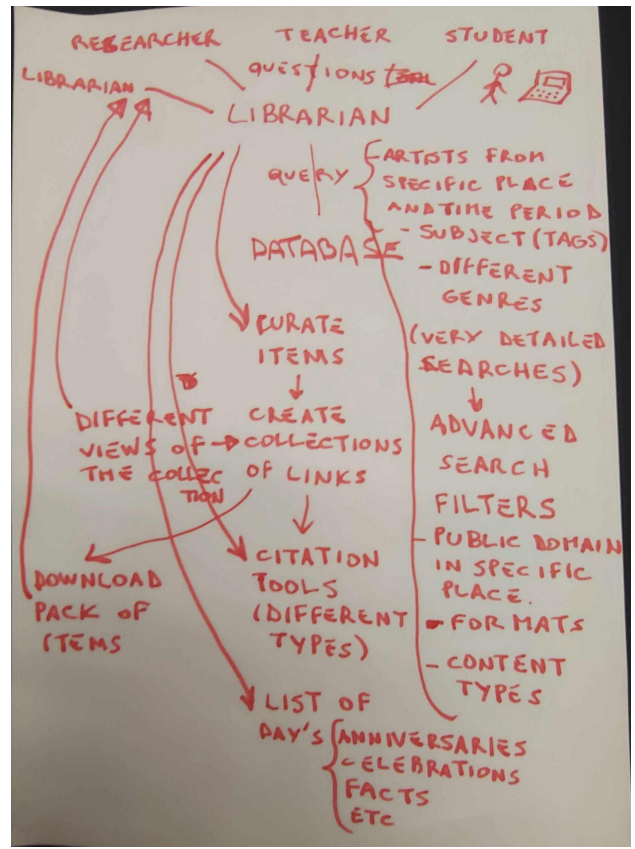 RESEARCHER TEACHER STUDENT
LIBRARIAN QUESTIONS
LIBRARIAN
QUERY
DATABASE
- ARTISTS FROM
SPECIFIC PLACE
AND TIME PERIOD
- SUBJECT (TAGS)
- DIFFERENT
GENRES
(VERY DETAILED
SEARCHES)
ADVANCED
SEARCH
FILTERS
- PUBLIC DOMAIN
IN SPECIFIC
PLACE.
- FORMATS
- CONTENT
TYPES
CURATE
ITEMS
CREATE
COLLECTIONS
OF LINKS
DIFFERENT
VIEWS OF
THE COLLEC
TION
DOWNLOAD
PACK OF
ITEMS
CITATION
TOOLS
(DIFFERENT
TYPES)
LIST OF
DAY'S
ANNIVERSARIES
CELEBRATIONS
FACTS
ETC